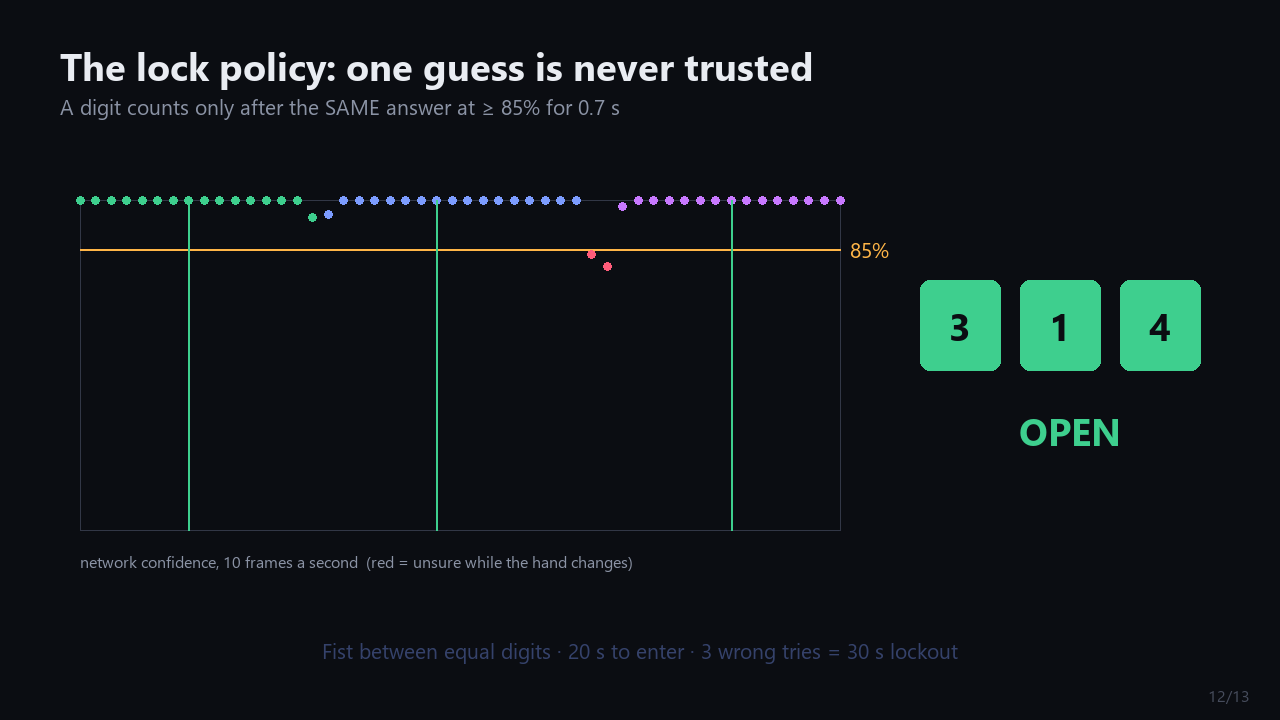 The lock policy: one guess is never trusted
A digit counts only after the SAME answer at ≥ 85% for 0.7 s
85%
3 1 4
OPEN
network confidence, 10 frames a second (red = unsure while the hand changes)
Fist between equal digits · 20 s to enter · 3 wrong tries = 30 s lockout
12/13